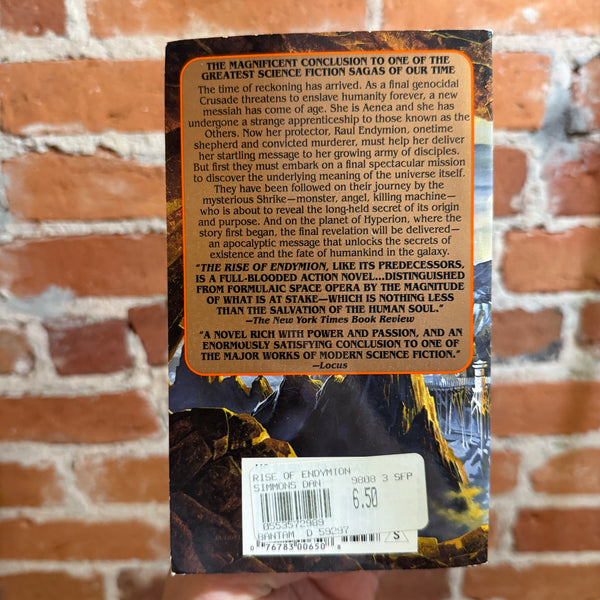 THE MAGNIFICENT CONCLUSION TO ONE OF THE
GREATEST SCIENCE FICTION SAGAS OF OUR TIME
The time of reckoning has arrived. As a final genocidal
Crusade threatens to enslave humanity forever, a new
messiah has come of age. She is Aenea and she has
undergone a strange apprenticeship to those known as the
Others. Now her protector, Raul Endymion, onetime
shepherd and convicted murderer, must help her deliver
her startling message to her growing army of disciples.
But first they must embark on a final spectacular mission
to discover the underlying meaning of the universe itself.
They have been followed on their journey by the
mysterious Shrike—monster, angel, killing machine—
who is about to reveal the long-held secret of its origin
and purpose. And on the planet of Hyperion, where the
story first began, the final revelation will be delivered—
an apocalyptic message that unlocks the secrets of
existence and the fate of humankind in the galaxy.
"THE RISE OF ENDYMION, LIKE ITS PREDECESSORS,
IS A FULL-BLOODED ACTION NOVEL...DISTINGUISHED
FROM FORMULAIC SPACE OPERA BY THE MAGNITUDE
OF WHAT IS AT STAKE—WHICH IS NOTHING LESS
THAN THE SALVATION OF THE HUMAN SOUL."
—The New York Times Book Review
"A NOVEL RICH WITH POWER AND PASSION, AND AN
ENORMOUSLY SATISFYING CONCLUSION TO ONE OF
THE MAJOR WORKS OF MODERN SCIENCE FICTION."
—Locus
RISE OF ENDYMION
SIMMONS DAN 9808 3 SFP
6.50
0553572989
BANTAM D 59297
S
0 76783 00650 8